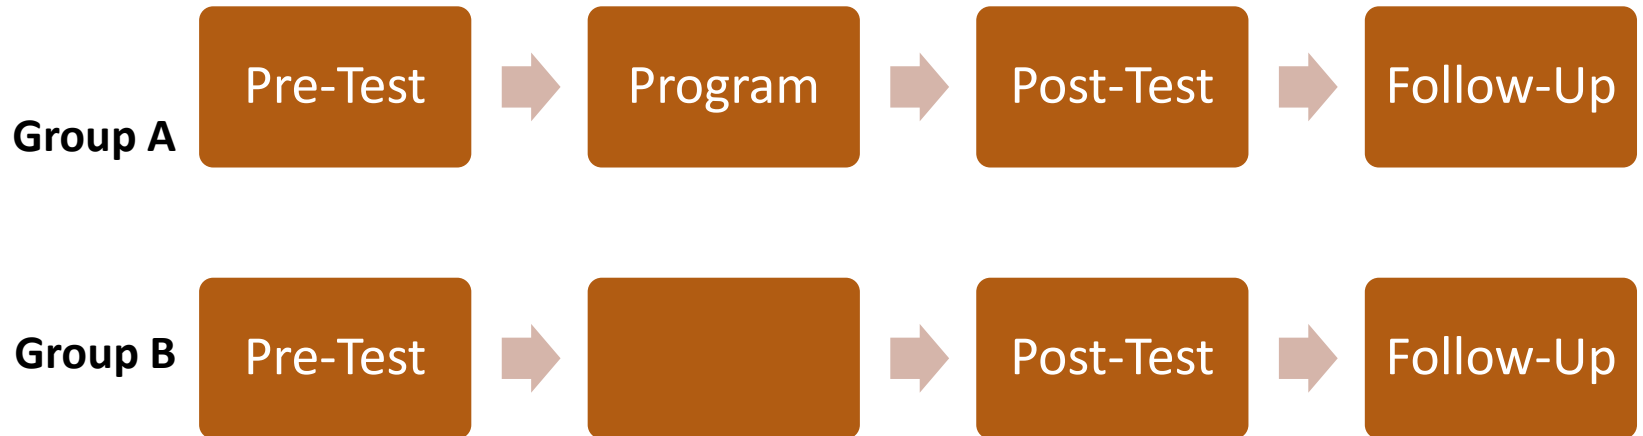 Group A
Pre-Test
Program
Post-Test
Follow-Up
Group B
Pre-Test
Post-Test
Follow-Up